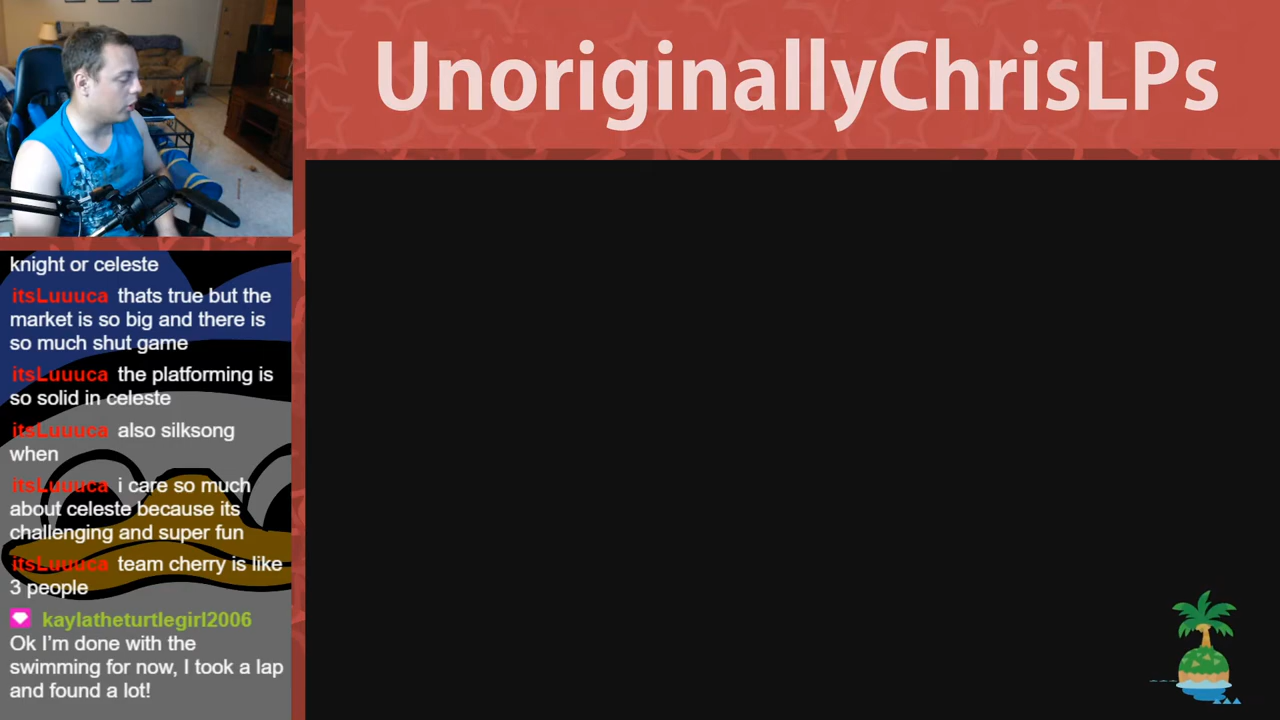 UnoriginallyChrisLPs
knight or celeste
itsLuuuca thats true but the
market is so big and there is
so much shut game
itsLuuuca the platforming is
so solid in celeste
itsLuuuca also silksong
when
itsLuuuca i care so much
about celeste because its
challenging and super fun
itsLuuuca team cherry is like
3 people
kaylatheturtlegirl2006
Ok I’m done with the
swimming for now, I took a lap
and found a lot!